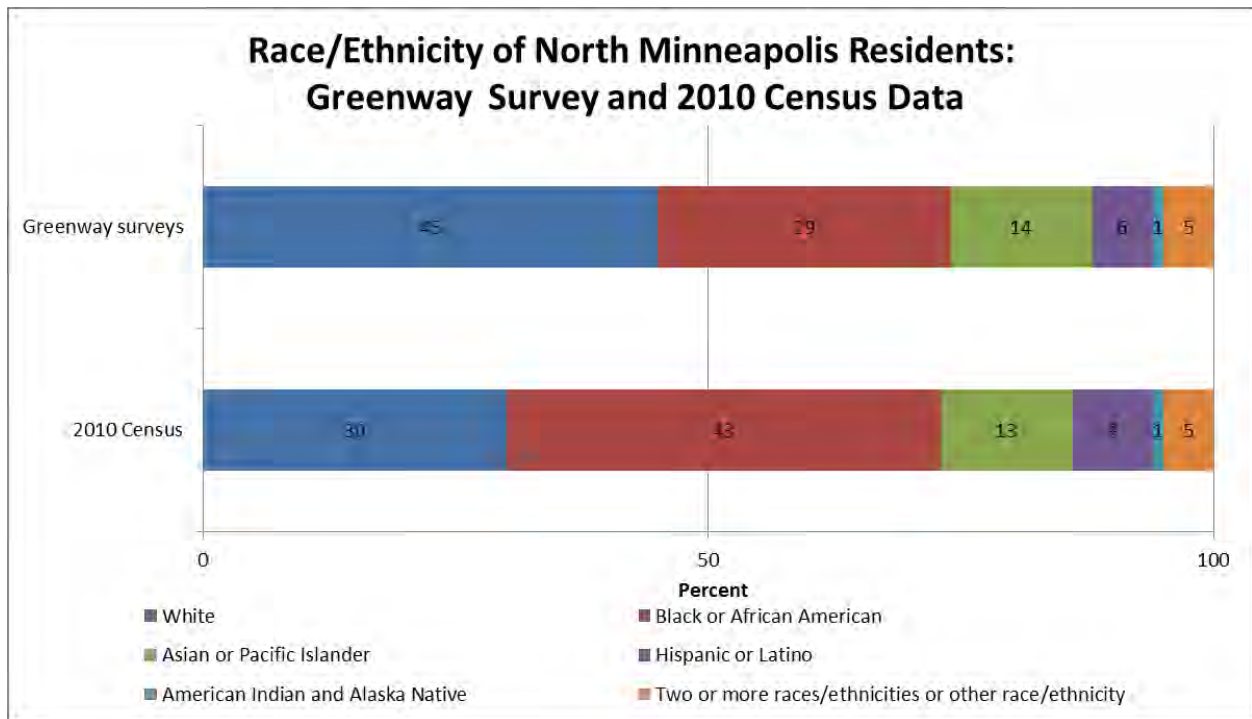 Race/Ethnicity of North Minneapolis Residents:
Greenway Survey and 2010 Census Data
Greenway surveys
45 29 14 6 1 5
2010 Census
30 43 13 8 1 5
0 50 100
Percent
White
Black or African American
Asian or Pacific Islander
Hispanic or Latino
American Indian and Alaska Native
Two or more races/ethnicities or other race/ethnicity